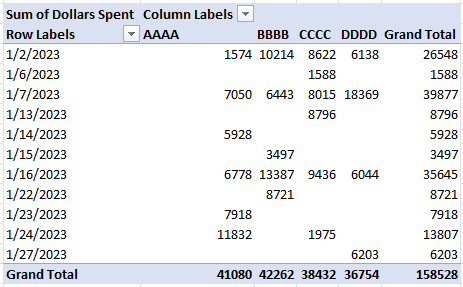 Sum of Dollars Spent Column Labels
Row Labels AAAA BBBB CCCC DDDD Grand Total
1/2/2023 1574 10214 8622 6138 26548
1/6/2023 1588 1588
1/7/2023 7050 6443 8015 18369 39877
1/13/2023 8796 8796
1/14/2023 5928 5928
1/15/2023 3497 3497
1/16/2023 6778 13387 9436 6044 35645
1/22/2023 8721 8721
1/23/2023 7918 7918
1/24/2023 11832 1975 13807
1/27/2023 6203 6203
Grand Total 41080 42262 38432 36754 158528